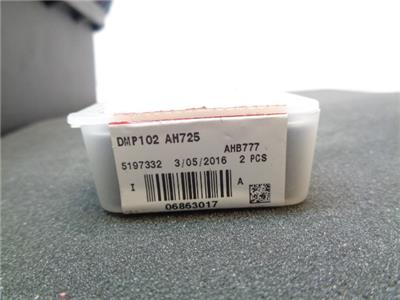 DMP102 AH725
AHB777
5197332 3/05/2016 2 PCS
I A
06863017